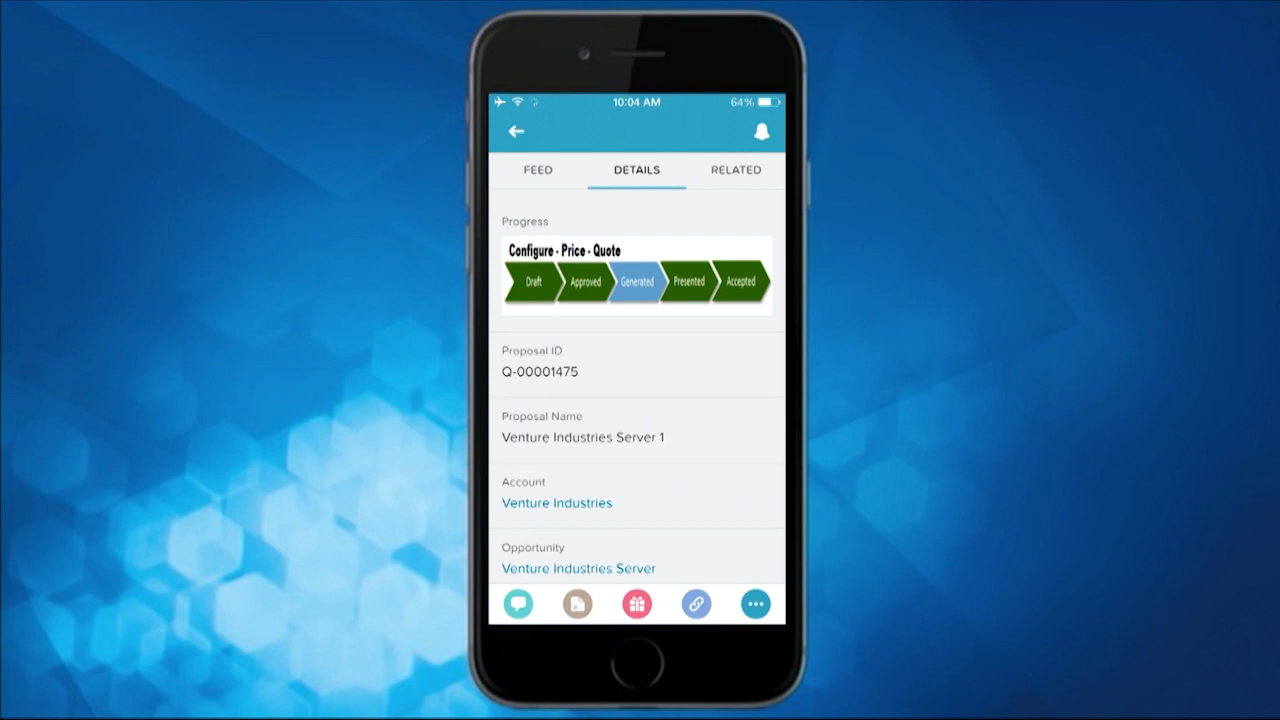 10:04 AM 64%
FEED DETAILS RELATED
Progress
Configure - Price - Quote
Draft Approved Generated Presented Accepted
Proposal ID
Q-00001475
Proposal Name
Venture Industries Server 1
Account
Venture Industries
Opportunity
Venture Industries Server